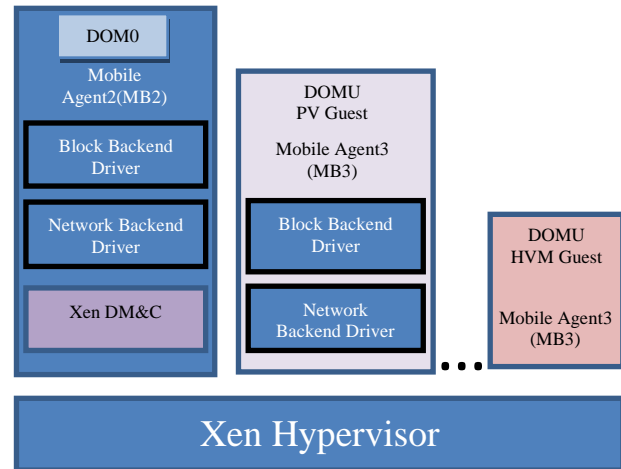 DOM0
Mobile
Agent2(MB2)
Block Backend
Driver
Network Backend
Driver
Xen DM&C
DOMU
PV Guest
Mobile Agent3
(MB3)
Block Backend
Driver
Network
Backend Driver
...
DOMU
HVM Guest
Mobile Agent3
(MB3)
Xen Hypervisor